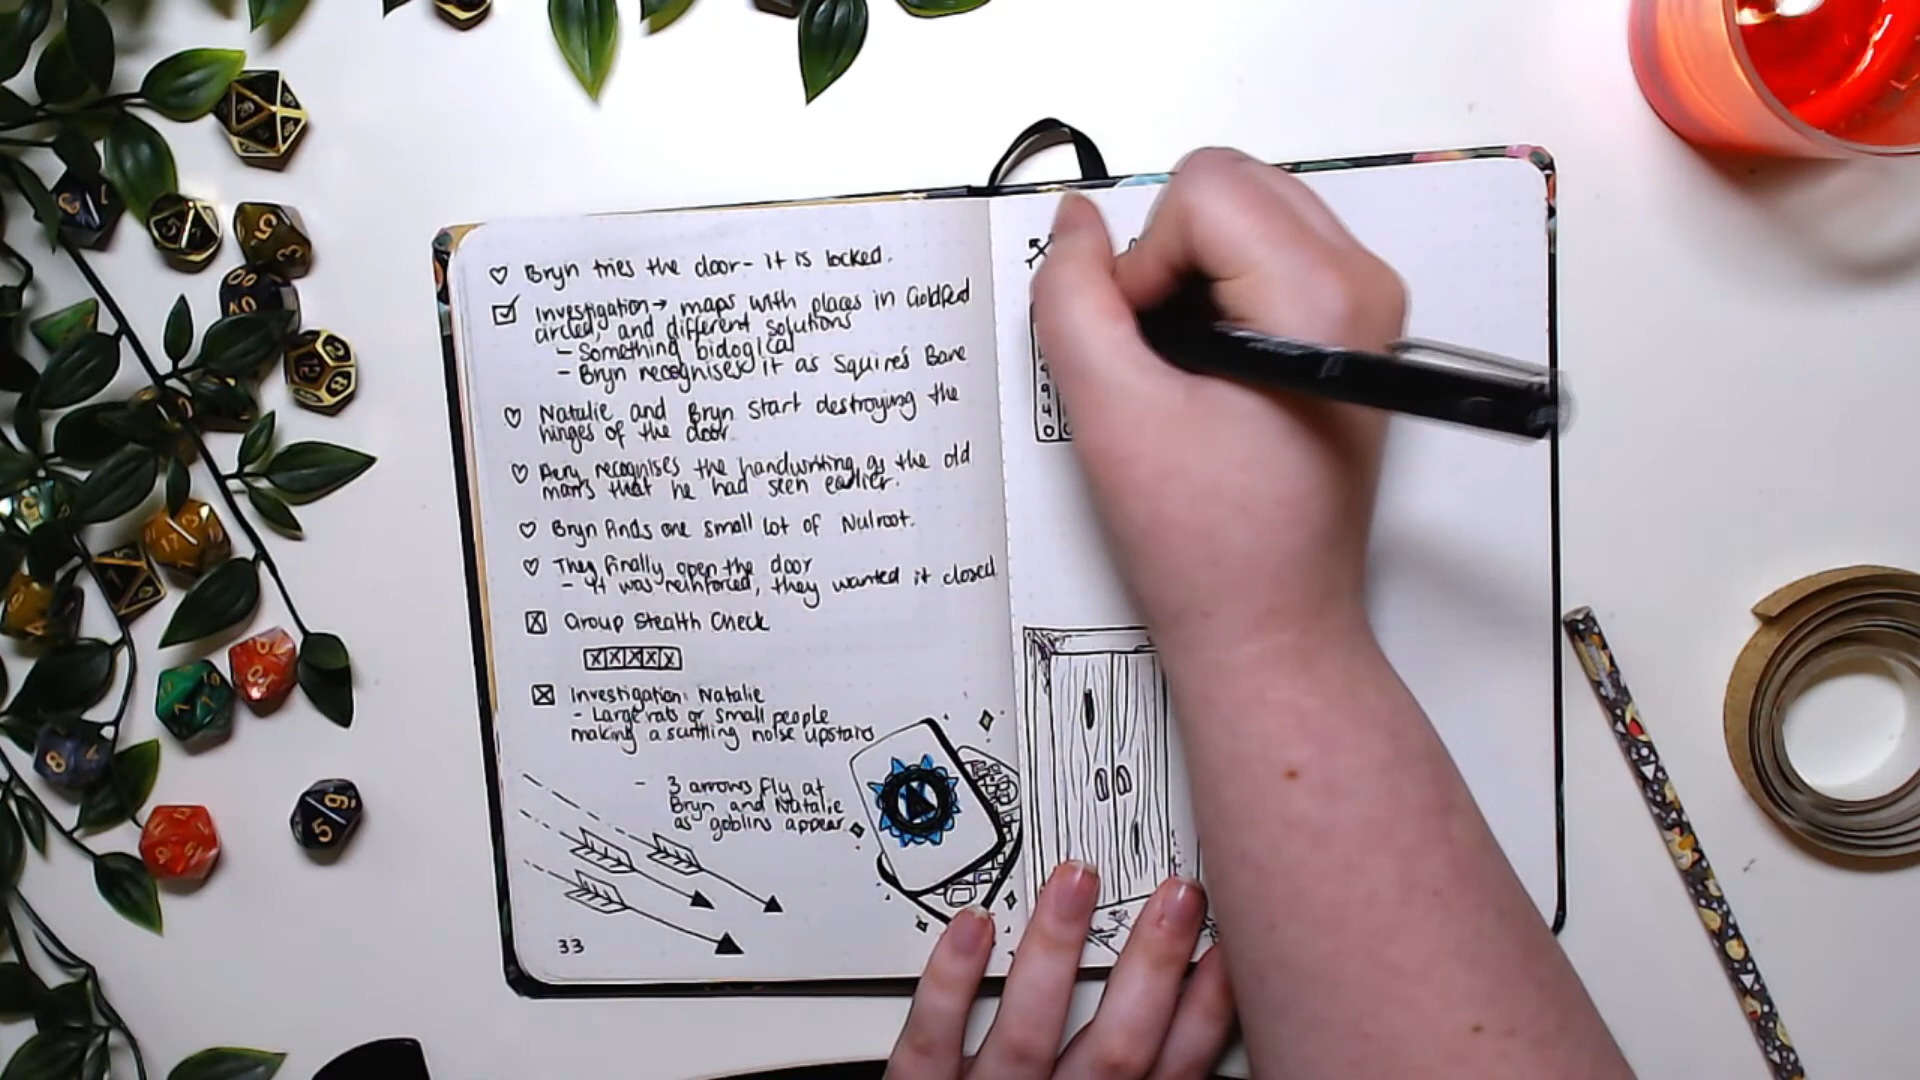 Bryn tries the door - it is locked.
Investigation → maps with places in Goldred
circled, and different solutions
- Something biological
- Bryn recognises it as Squire's Bane
Natalie and Bryn start destroying the
hinges of the door.
recognises the handwriting as the old
man's that he had seen earlier.
Bryn finds one small lot of Nulroot.
They finally open the door
- It was reinforced, they wanted it closed
Group Stealth Check
X X X X X
Investigation: Natalie
- Large rats or small people
making a scuttling noise upstairs
- 3 arrows fly at
Bryn and Natalie
as goblins appear.
33
9
9
4
0